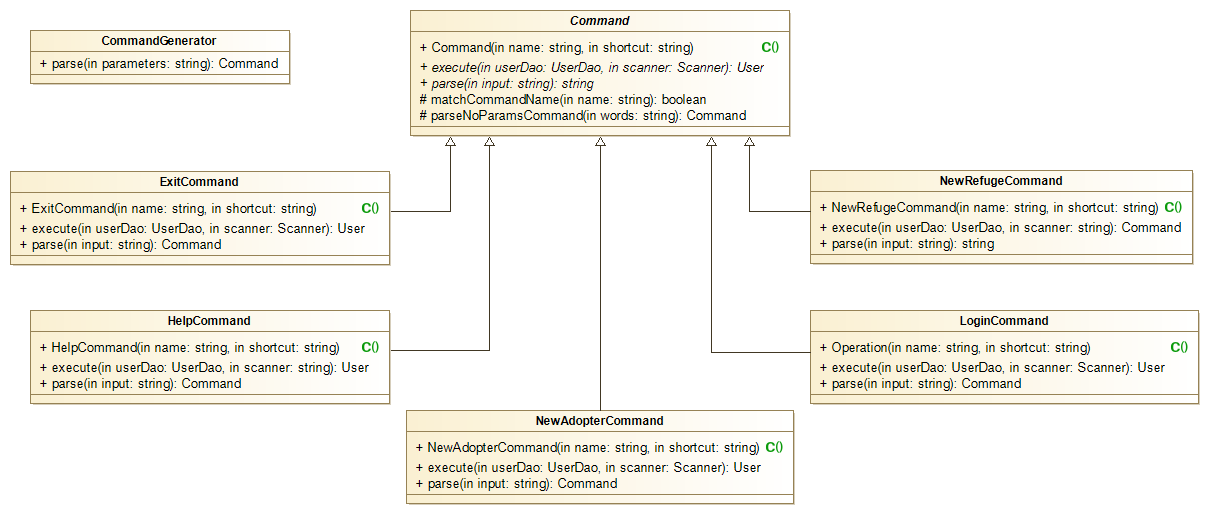 CommandGenerator
+ parse(in parameters: string): Command
Command
+ Command(in name: string, in shortcut: string) C()
+ execute(in userDao: UserDao, in scanner: Scanner): User
+ parse(in input: string): string
# matchCommandName(in name: string): boolean
# parseNoParamsCommand(in words: string): Command
ExitCommand
+ ExitCommand(in name: string, in shortcut: string) C()
+ execute(in userDao: UserDao, in scanner: Scanner): User
+ parse(in input: string): Command
NewRefugeCommand
+ NewRefugeCommand(in name: string, in shortcut: string) C()
+ execute(in userDao: UserDao, in scanner: string): Command
+ parse(in input: string): string
HelpCommand
+ HelpCommand(in name: string, in shortcut: string) C()
+ execute(in userDao: UserDao, in scanner: string): User
+ parse(in input: string): Command
LoginCommand
+ Operation(in name: string, in shortcut: string) C()
+ execute(in userDao: UserDao, in scanner: Scanner): User
+ parse(in input: string): Command
NewAdopterCommand
+ NewAdopterCommand(in name: string, in shortcut: string) C()
+ execute(in userDao: UserDao, in scanner: Scanner): User
+ parse(in input: string): Command